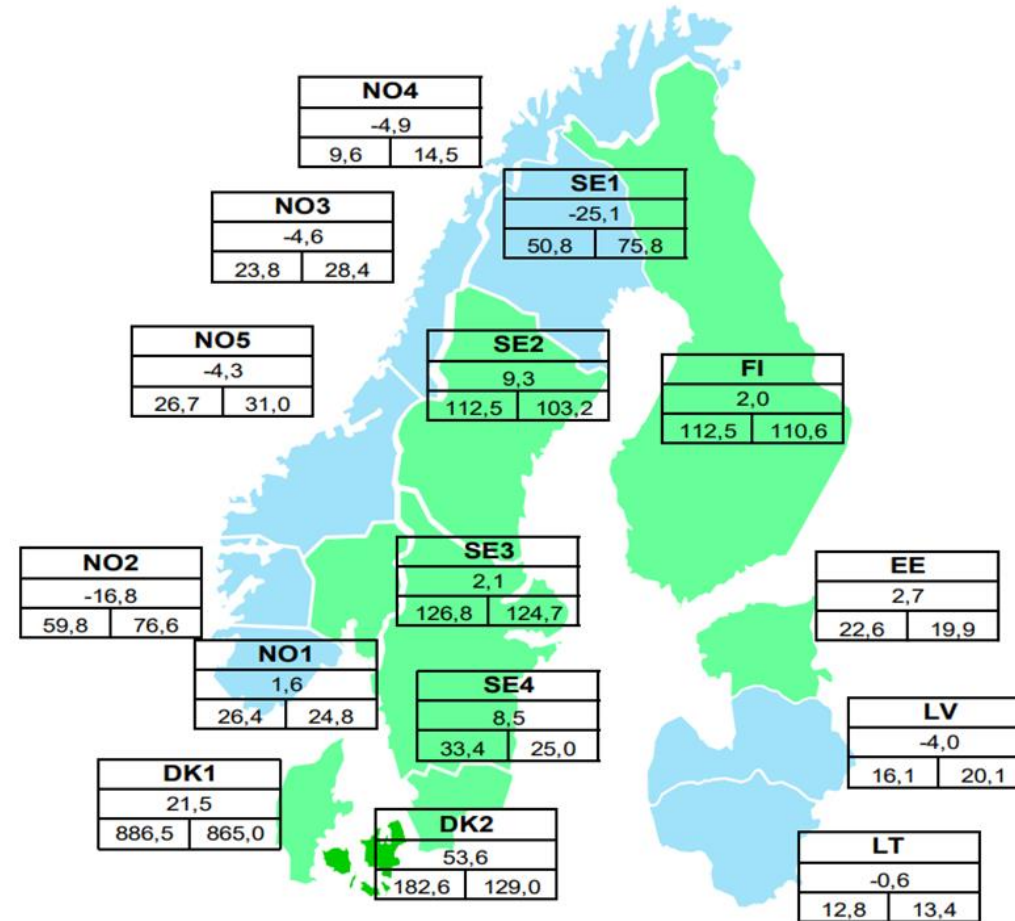 NO4
-4,9
9,6 14,5
SE1
-25,1
50,8 75,8
NO3
-4,6
23,8 28,4
NO5
-4,3
26,7 31,0
SE2
9,3
112,5 103,2
FI
2,0
112,5 110,6
NO2
-16,8
59,8 76,6
SE3
2,1
126,8 124,7
EE
2,7
22,6 19,9
NO1
1,6
26,4 24,8
SE4
8,5
33,4 25,0
LV
-4,0
16,1 20,1
DK1
21,5
886,5 865,0
DK2
53,6
182,6 129,0
LT
-0,6
12,8 13,4